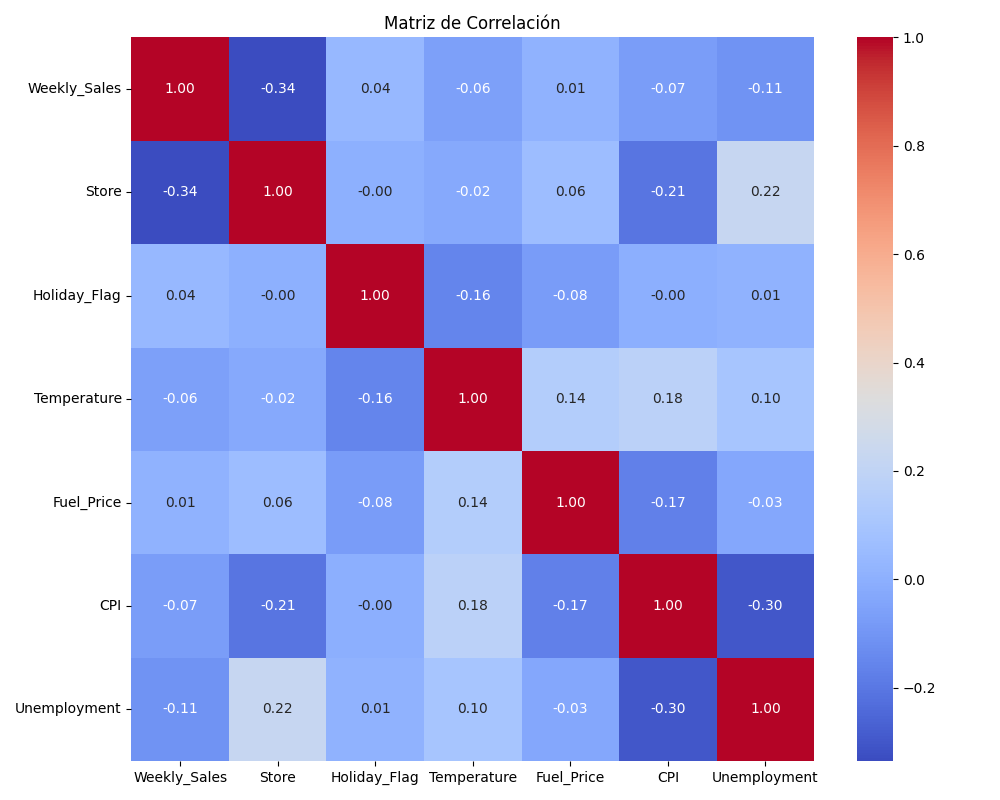 Matriz de Correlación
Weekly_Sales 1.00 -0.34 0.04 -0.06 0.01 -0.07 -0.11
Store -0.34 1.00 -0.00 -0.02 0.06 -0.21 0.22
Holiday_Flag 0.04 -0.00 1.00 -0.16 -0.08 -0.00 0.01
Temperature -0.06 -0.02 -0.16 1.00 0.14 0.18 0.10
Fuel_Price 0.01 0.06 -0.08 0.14 1.00 -0.17 -0.03
CPI -0.07 -0.21 -0.00 0.18 -0.17 1.00 -0.30
Unemployment -0.11 0.22 0.01 0.10 -0.03 -0.30 1.00
Weekly_Sales Store Holiday_Flag Temperature Fuel_Price CPI Unemployment
1.0
0.8
0.6
0.4
0.2
0.0
−0.2